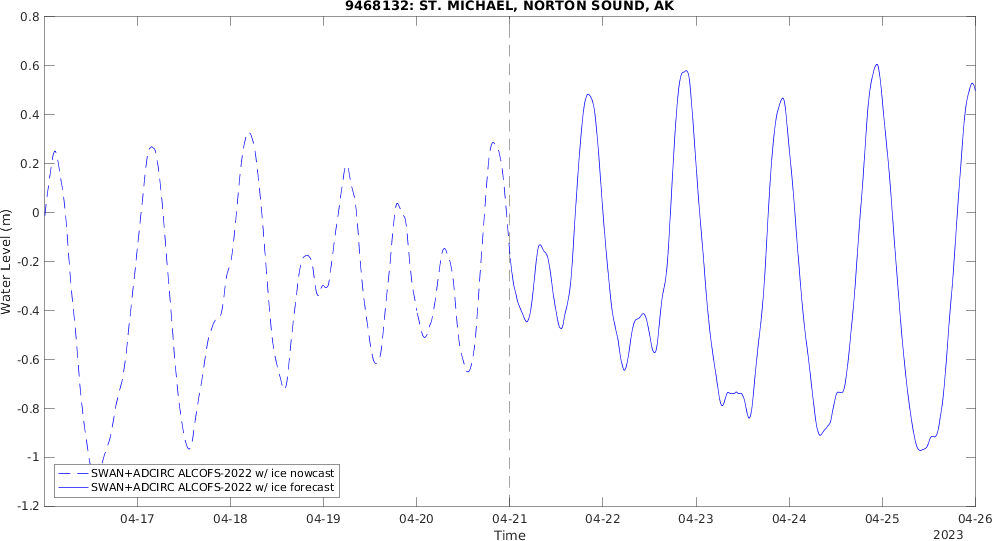 9468132: ST. MICHAEL, NORTON SOUND, AK
0.8
0.6
0.4
0.2
0
-0.2
-0.4
-0.6
-0.8
-1
-1.2
Water Level (m)
SWAN+ADCIRC ALCOFS-2022 w/ ice nowcast
SWAN+ADCIRC ALCOFS-2022 w/ ice forecast
04-17 04-18 04-19 04-20 04-21 04-22 04-23 04-24 04-25 04-26
Time
2023